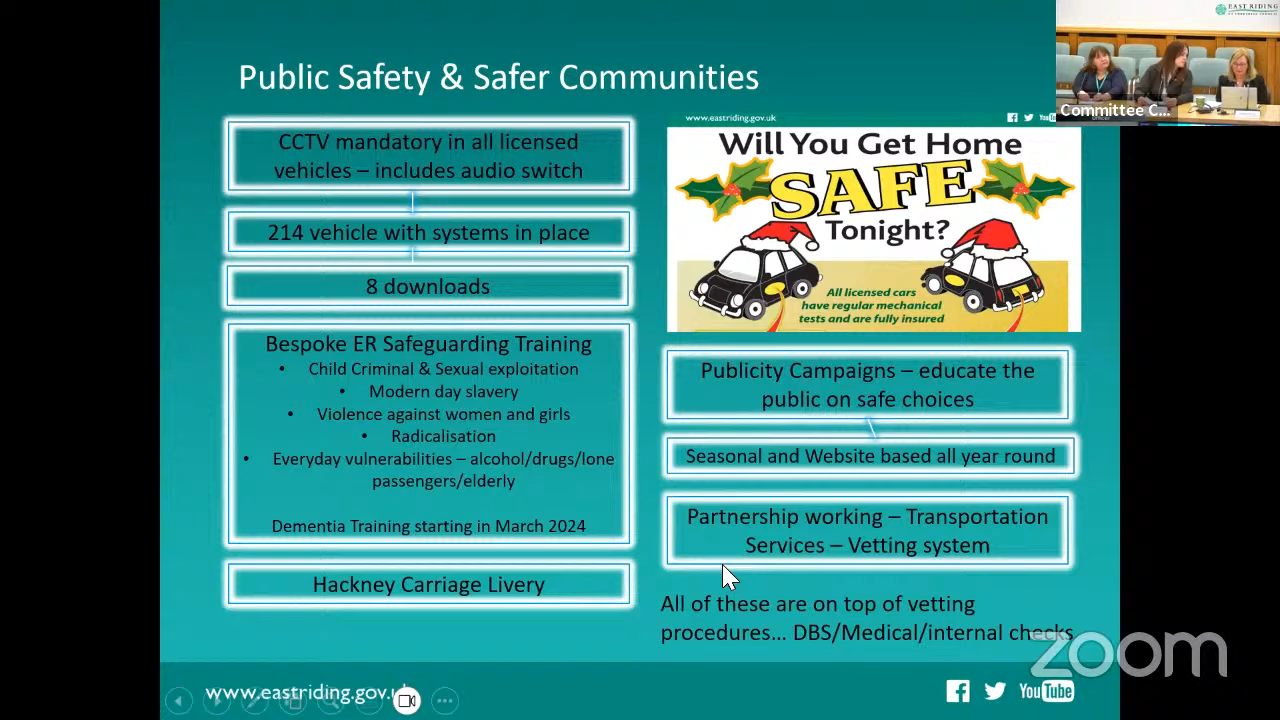 Public Safety & Safer Communities
CCTV mandatory in all licensed
vehicles – includes audio switch
214 vehicle with systems in place
8 downloads
Bespoke ER Safeguarding Training
• Child Criminal & Sexual exploitation
• Modern day slavery
• Violence against women and girls
• Radicalisation
• Everyday vulnerabilities – alcohol/drugs/lone
passengers/elderly
Dementia Training starting in March 2024
Hackney Carriage Livery
www.eastriding.gov.uk
You
Will You Get Home
SAFE
Tonight?
All licensed cars
have regular mechanical
tests and are fully insured
Publicity Campaigns – educate the
public on safe choices
Seasonal and Website based all year round
Partnership working – Transportation
Services – Vetting system
All of these are on top of vetting
procedures... DBS/Medical/internal checks
EAST RIDING
Committee C...
zoom
www.eastriding.gov.u
YouTube